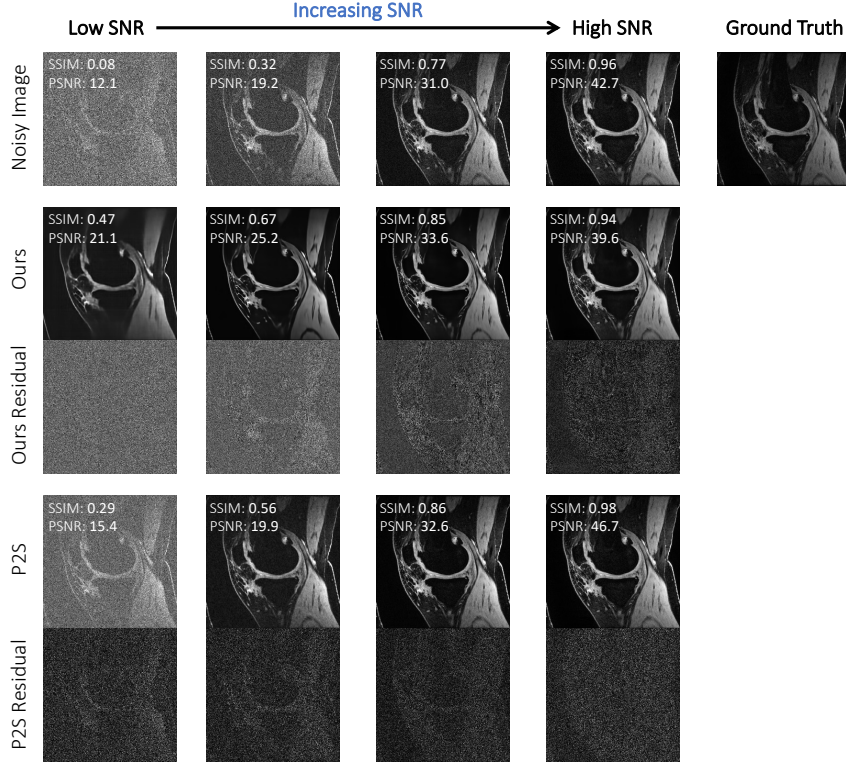 Increasing SNR
Low SNR
High SNR
Ground Truth
Noisy Image
SSIM: 0.08
PSNR: 12.1
SSIM: 0.32
PSNR: 19.2
SSIM: 0.77
PSNR: 31.0
SSIM: 0.96
PSNR: 42.7
Ours
SSIM: 0.47
PSNR: 21.1
SSIM: 0.67
PSNR: 25.2
SSIM: 0.85
PSNR: 33.6
SSIM: 0.94
PSNR: 39.6
Ours Residual
P2S
SSIM: 0.29
PSNR: 15.4
SSIM: 0.56
PSNR: 19.9
SSIM: 0.86
PSNR: 32.6
SSIM: 0.98
PSNR: 46.7
P2S Residual